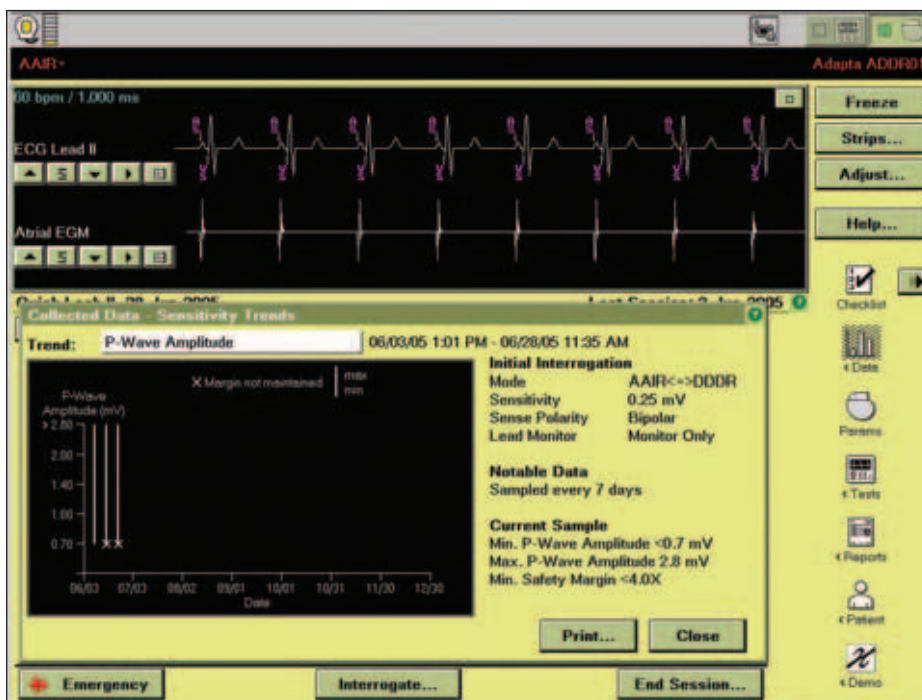 AAIR+
Adapta ADDR01
60 bpm / 1,000 ms
Freeze
Strips...
ECG Lead II
Adjust...
Help...
Atrial EGM
Checklist
Collected Data - Sensitivity Trends
Trend: P-Wave Amplitude 06/03/05 1:01 PM - 06/28/05 11:35 AM
Initial Interrogation
Mode AAIR<=>DDDR
Sensitivity 0.25 mV
Sense Polarity Bipolar
Lead Monitor Monitor Only
Notable Data
Sampled every 7 days
Current Sample
Min. P-Wave Amplitude <0.7 mV
Max. P-Wave Amplitude 2.8 mV
Min. Safety Margin <4.0X
X Margin not maintained
max
min
P-Wave
Amplitude (mV)
>2.80
2.00
1.40
1.00
0.70
06/03 07/03 08/02 09/01 10/01 10/31 11/30 12/30
Date
Print... Close
< Data
Params
< Tests
< Reports
< Patient
< Demo
Emergency Interrogate... End Session...